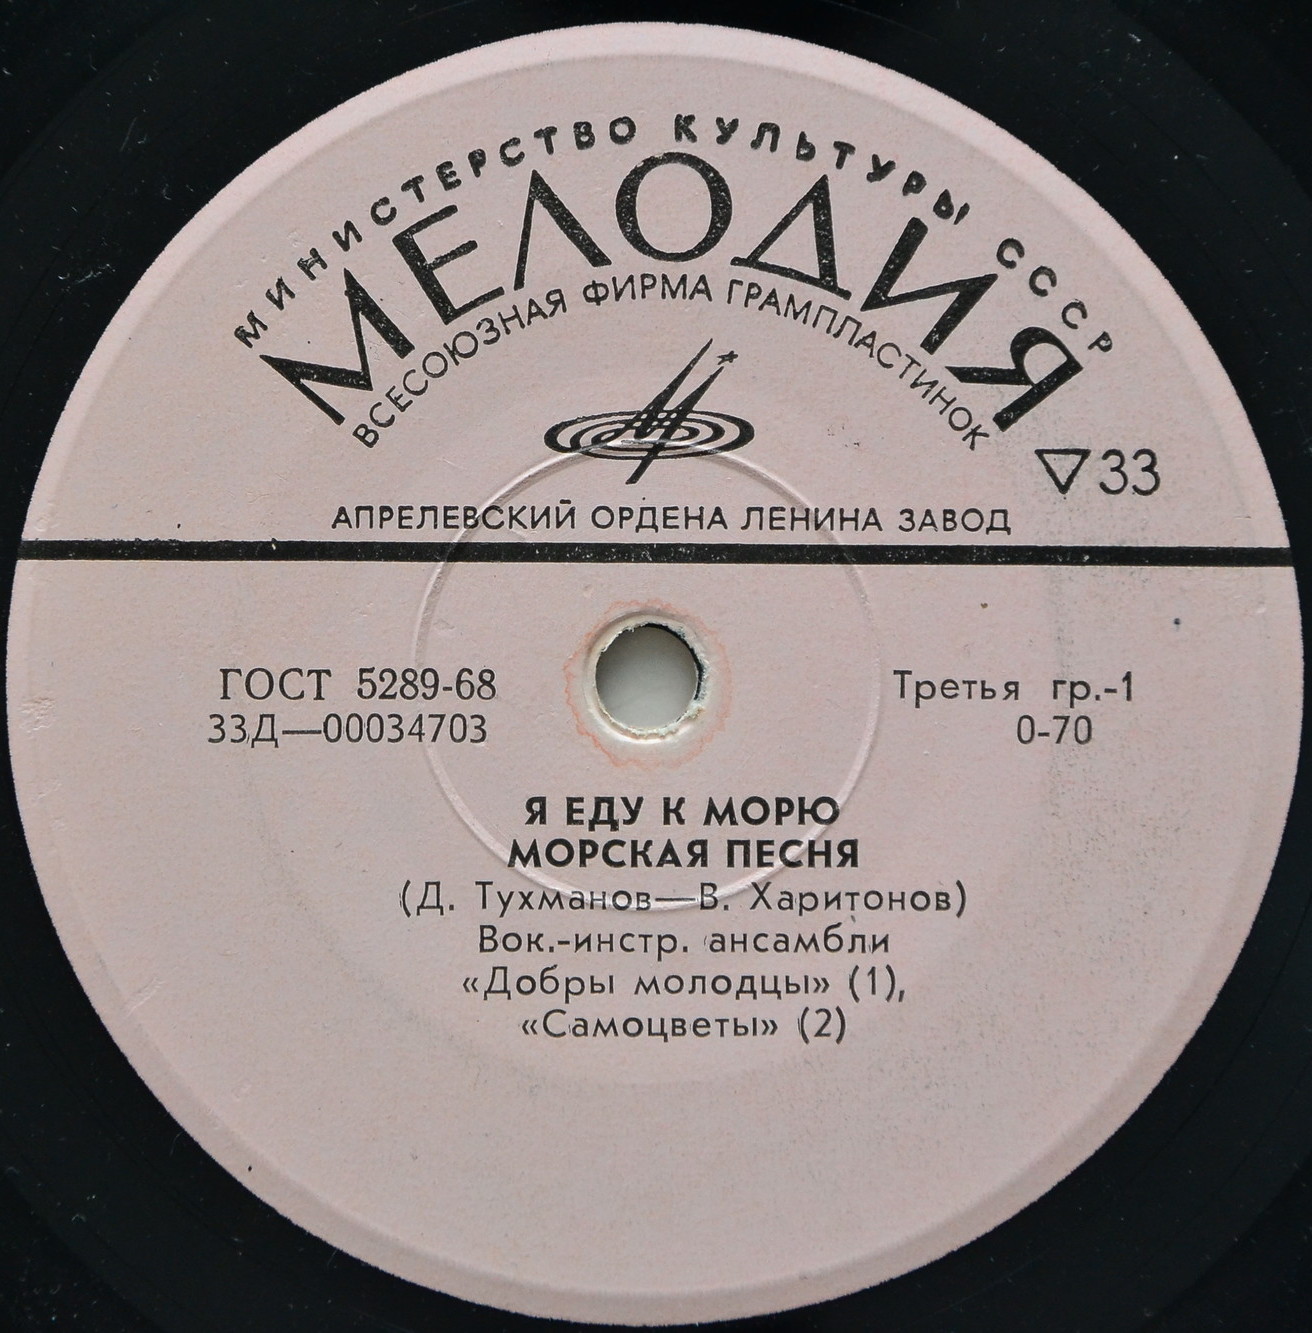 МИНИСТЕРСТВО КУЛЬТУРЫ СССР
МЕЛОДИЯ
ВСЕСОЮЗНАЯ ФИРМА ГРАМПЛАСТИНОК
33
АПРЕЛЕВСКИЙ ОРДЕНА ЛЕНИНА ЗАВОД
ГОСТ 5289-68
33Д—00034703
Третья гр.-1
0-70
Я ЕДУ К МОРЮ
МОРСКАЯ ПЕСНЯ
(Д. Тухманов—В. Харитонов)
Вок.-инстр. ансамбли
«Добры молодцы» (1),
«Самоцветы» (2)